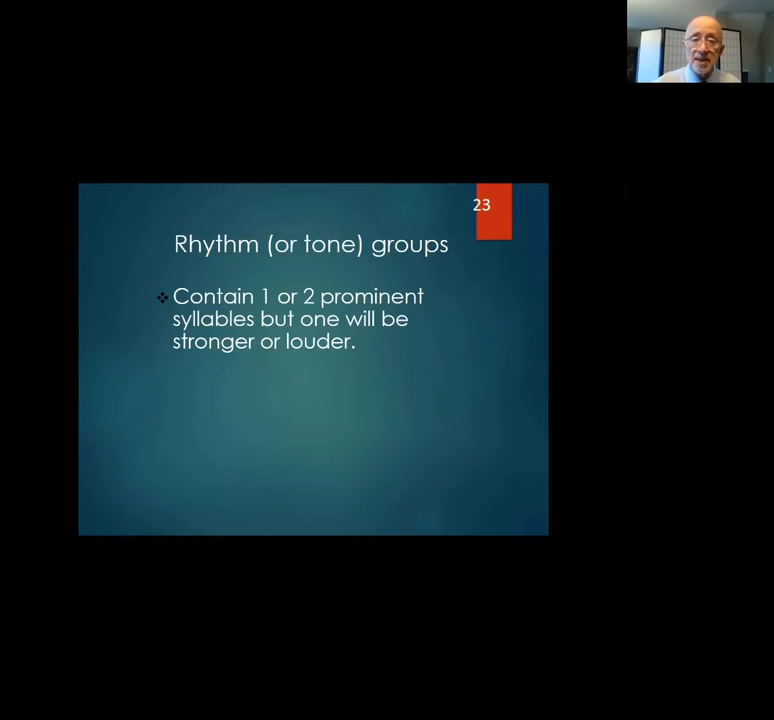 23
Rhythm (or tone) groups
❖ Contain 1 or 2 prominent
syllables but one will be
stronger or louder.